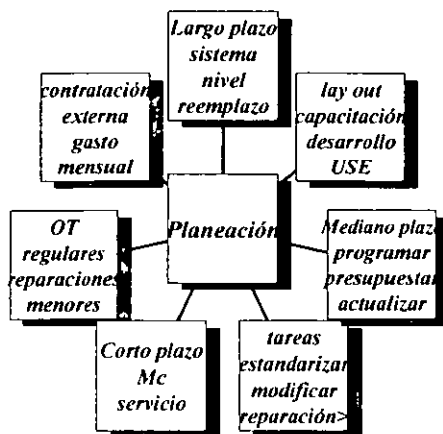 Largo plazo
sistema
nivel
reemplazo
contratación
externa
gasto
mensual
lay out
capacitación
desarrollo
USE
Planeación
OT
regulares
reparaciones
menores
Mediano plazo
programar
presupuestar
actualizar
Corto plazo
Mc
servicio
tareas
estandarizar
modificar
reparación>